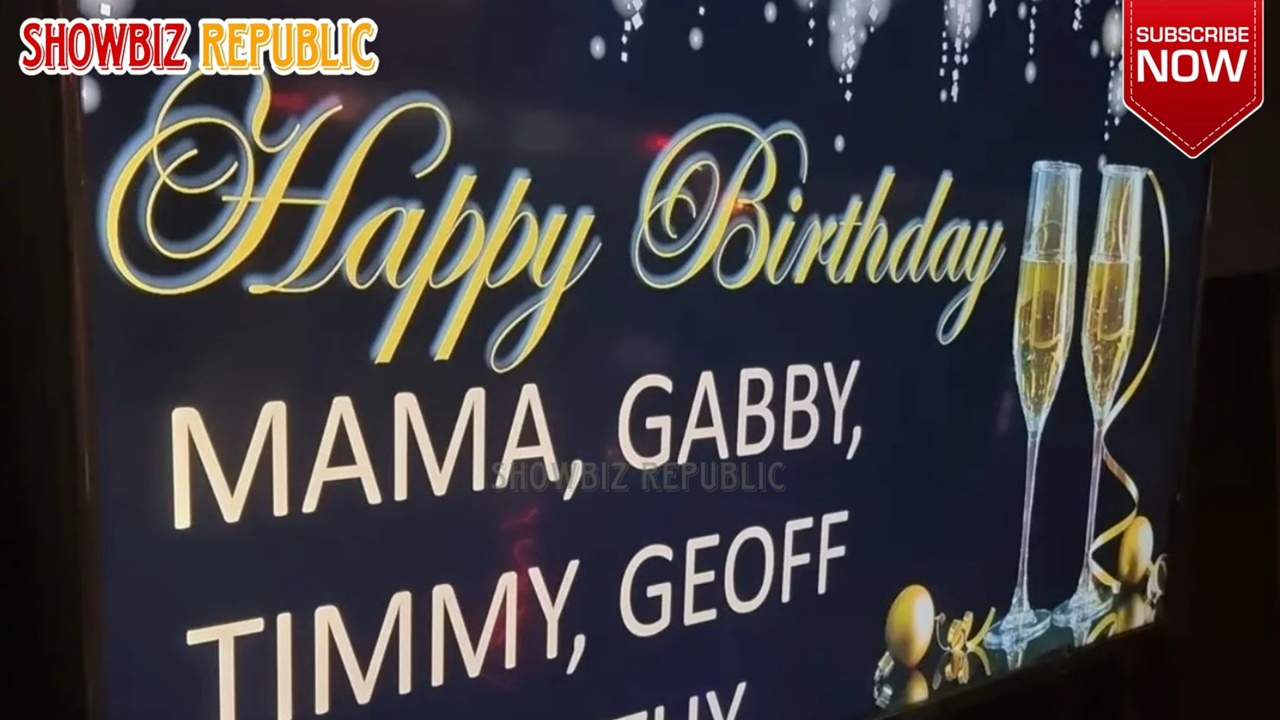 SHOWBIZ REPUBLIC
SUBSCRIBE
NOW
Happy Birthday
MAMA, GABBY,
SHOWBIZ REPUBLIC
TIMMY, GEOFF